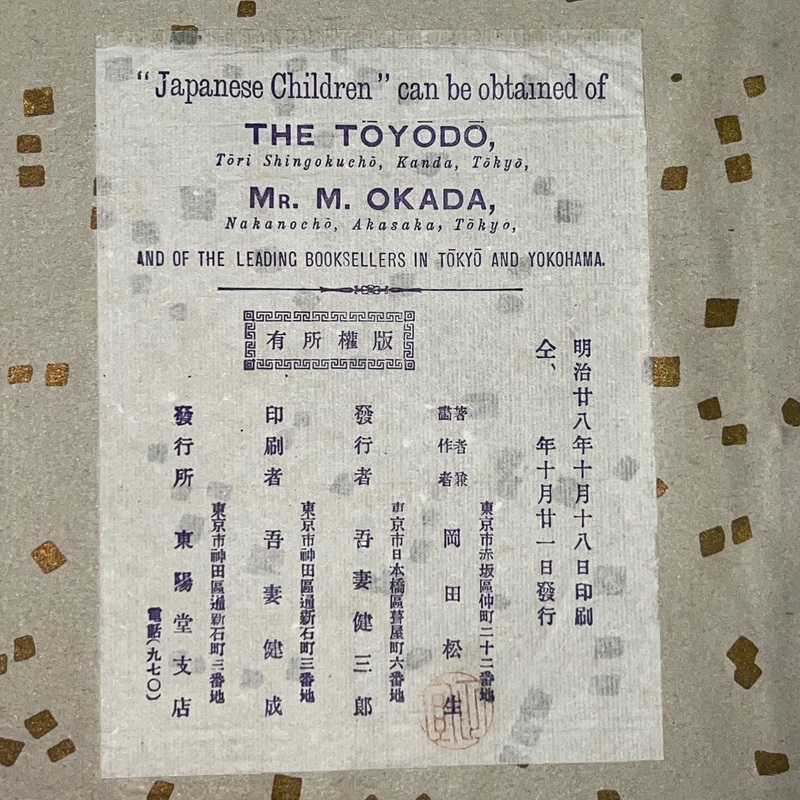 “Japanese Children” can be obtained of
THE TŌYŌDŌ,
Tōri Shingokuchō, Kanda, Tōkyō,
MR. M. OKADA,
Nakanochō, Akasaka, Tōkyo,
AND OF THE LEADING BOOKSELLERS IN TŌKYŌ AND YOKOHAMA.
有所權版
明治廿八年十月十八日印刷
仝、年十月廿一日發行
東京市赤坂區仲町二十二番地
著者兼
畵作者
岡田松生
東京市日本橋區葺屋町六番地
發行者 吾妻健三郎
東京市神田區通新石町三番地
印刷者 吾妻健成
東京市神田區通新石町三番地
發行所 東陽堂支店
電話(九七〇)